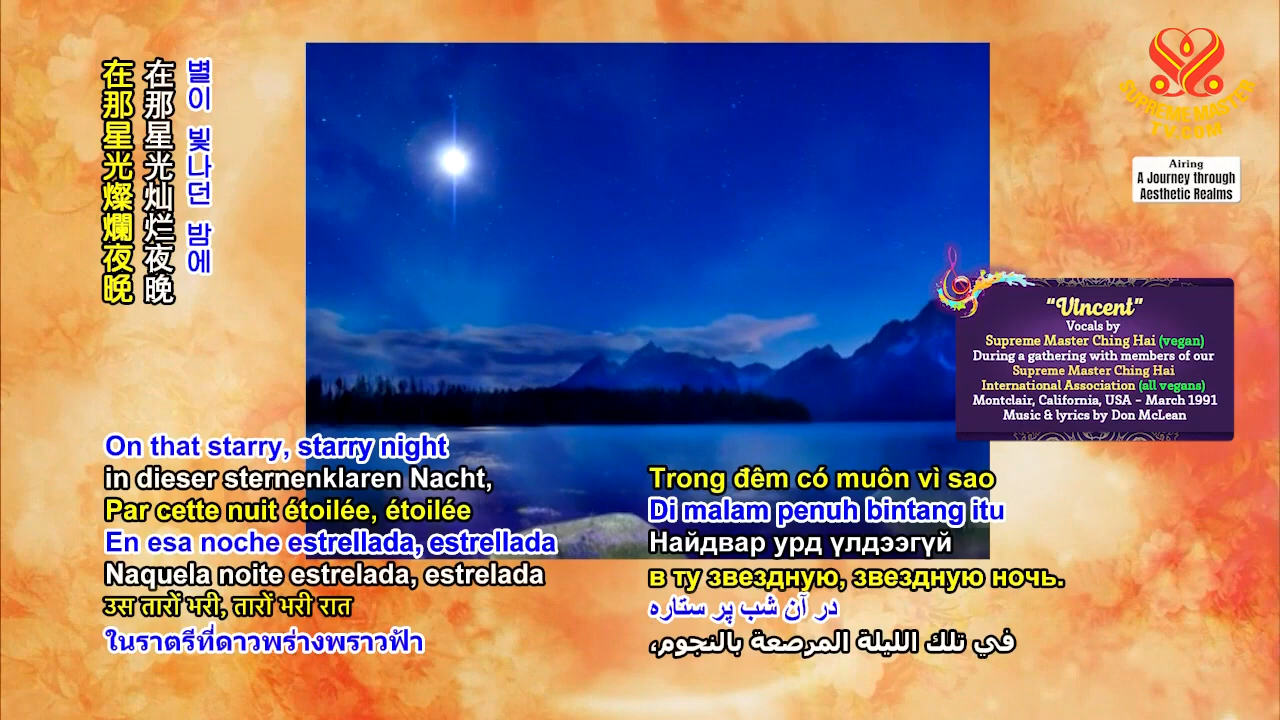 在那星光燦爛夜晚
在那星光灿烂夜晚
별이 빛나던 밤에
SUPREME MASTER
TV.COM
Airing
A Journey through
Aesthetic Realms
"Vincent"
Vocals by
Supreme Master Ching Hai (vegan)
During a gathering with members of our
Supreme Master Ching Hai
International Association (all vegans)
Montclair, California, USA – March 1991
Music & lyrics by Don McLean
On that starry, starry night
in dieser sternenklaren Nacht,
Par cette nuit étoilée, étoilée
En esa noche estrellada, estrellada
Naquela noite estrelada, estrelada
उस तारों भरी, तारों भरी रात
ในราตรีที่ดาวพร่างพราวฟ้า
Trong đêm có muôn vì sao
Di malam penuh bintang itu
Найдвар урд үлдээгүй
в ту звездную, звездную ночь.
در آن شب پر ستاره
في تلك الليلة المرصعة بالنجوم،